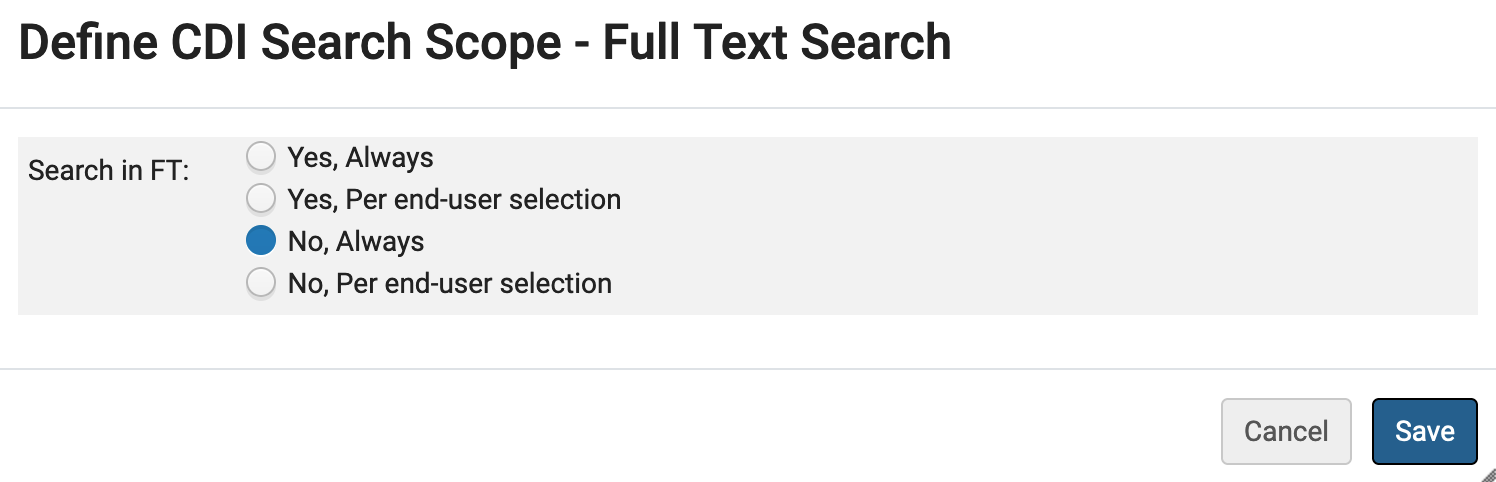 Define CDI Search Scope - Full Text Search
Search in FT:
Yes, Always
Yes, Per end-user selection
No, Always
No, Per end-user selection
Cancel
Save